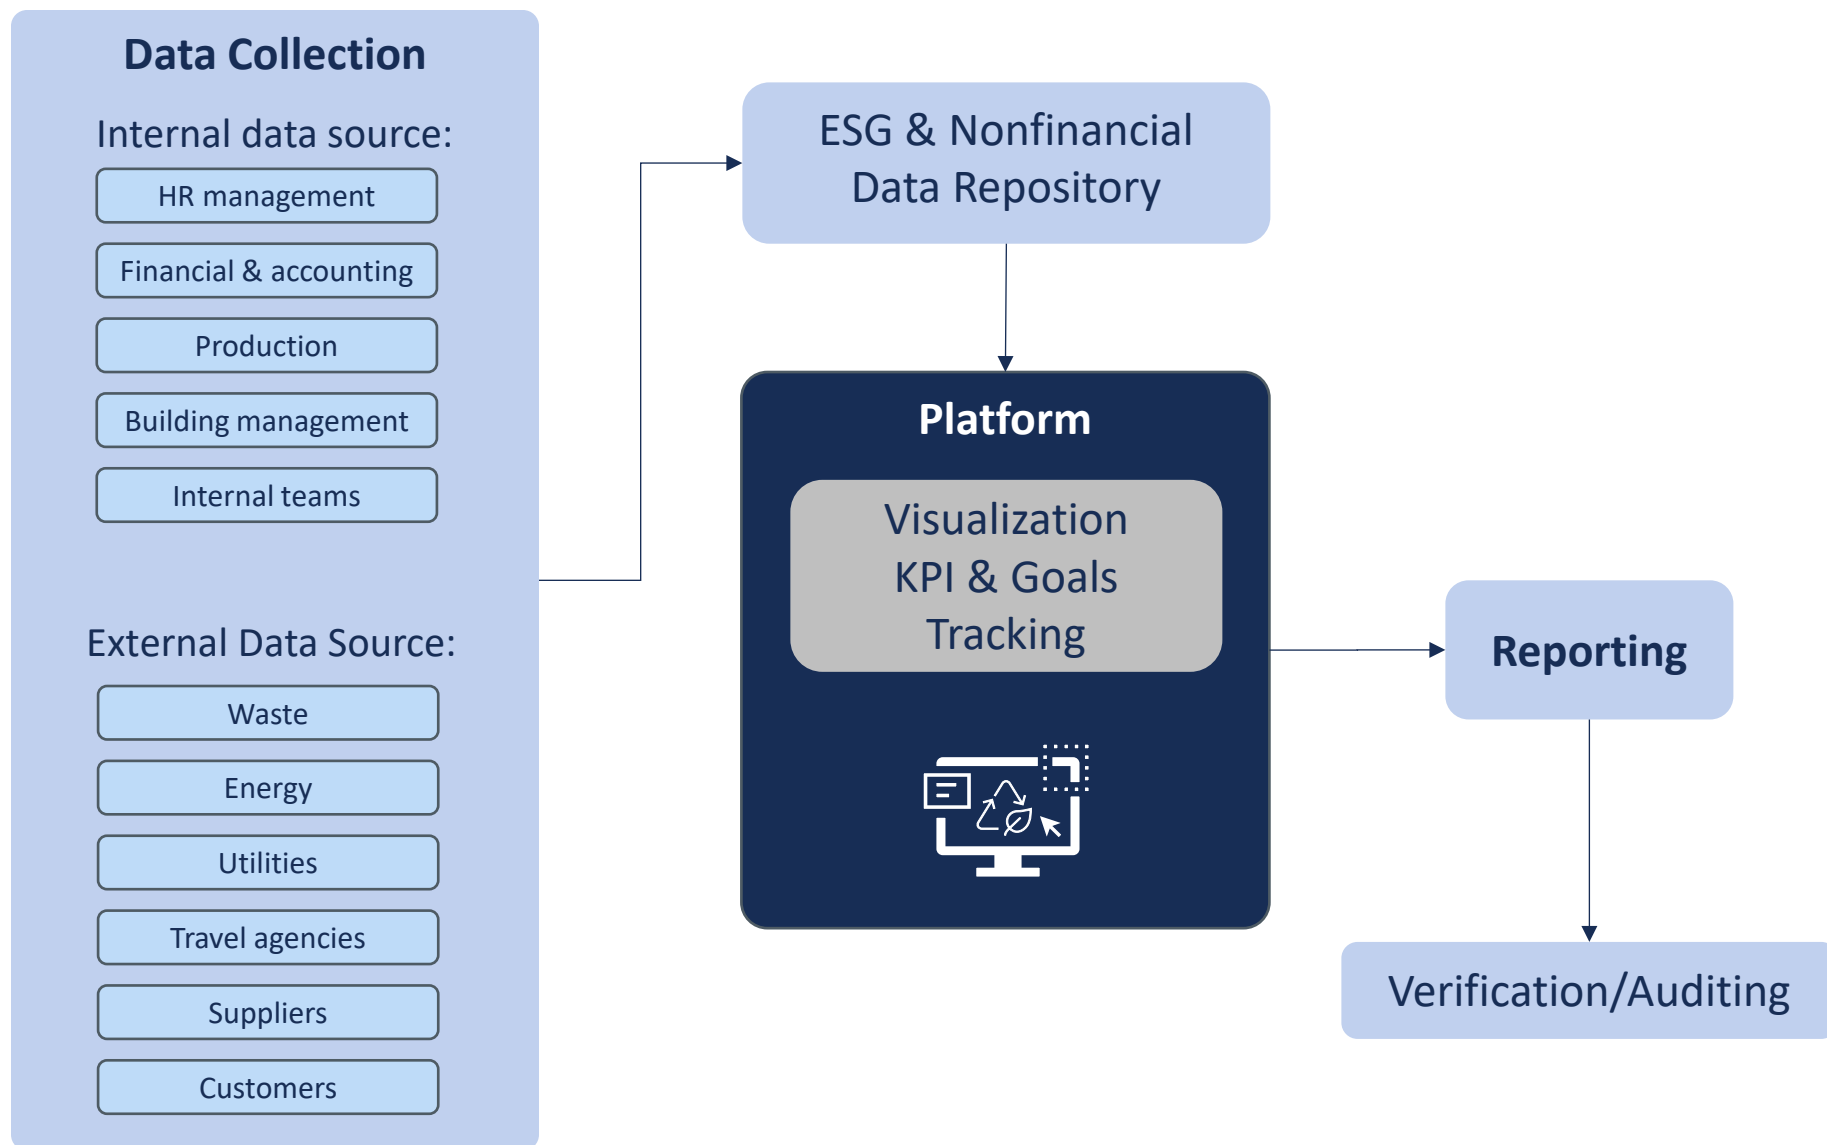 Data Collection
Internal data source:
HR management
Financial & accounting
Production
Building management
Internal teams
External Data Source:
Waste
Energy
Utilities
Travel agencies
Suppliers
Customers
ESG & Nonfinancial
Data Repository
Platform
Visualization
KPI & Goals
Tracking
Reporting
Verification/Auditing